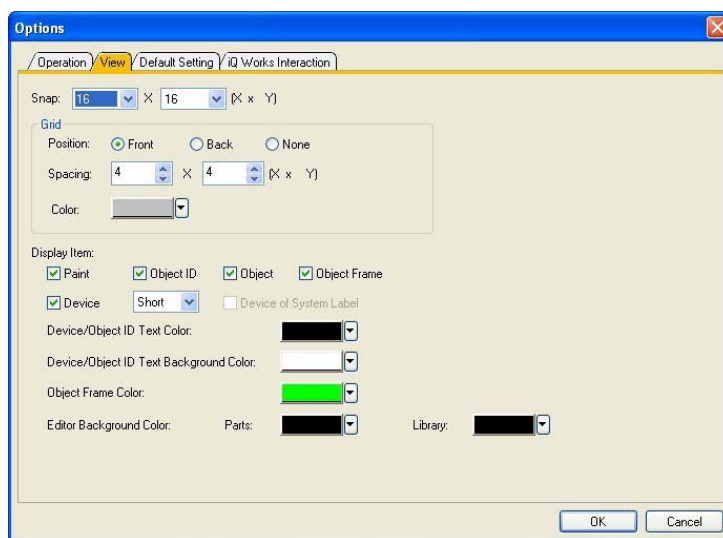 Options
Operation View Default Setting iQ Works Interaction
Snap: 16 X 16 (X x Y)
Grid
Position: Front Back None
Spacing: 4 X 4 (X x Y)
Color:
Display Item:
Paint Object ID Object Object Frame
Device Short Device of System Label
Device/Object ID Text Color:
Device/Object ID Text Background Color:
Object Frame Color:
Editor Background Color: Parts: Library:
OK Cancel